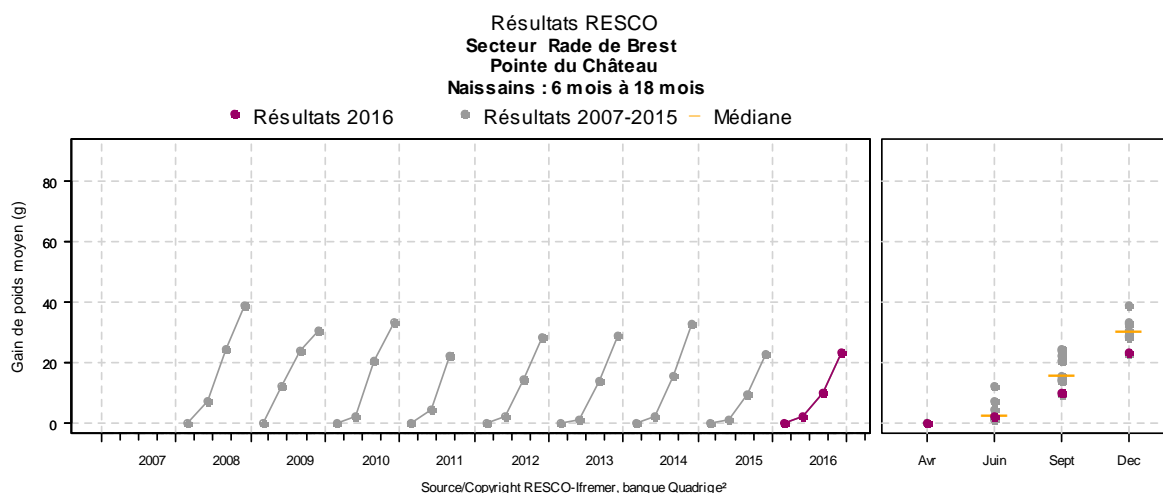 Résultats RESCO
Secteur Rade de Brest
Pointe du Château
Naissains : 6 mois à 18 mois
Résultats 2016 Résultats 2007-2015 Médiane
Gain de poids moyen (g)
80
60
40
20
0
2007 2008 2009 2010 2011 2012 2013 2014 2015 2016
Avr Juin Sept Dec
Source/Copyright RESCO-Ifremer, banque Quadrige²